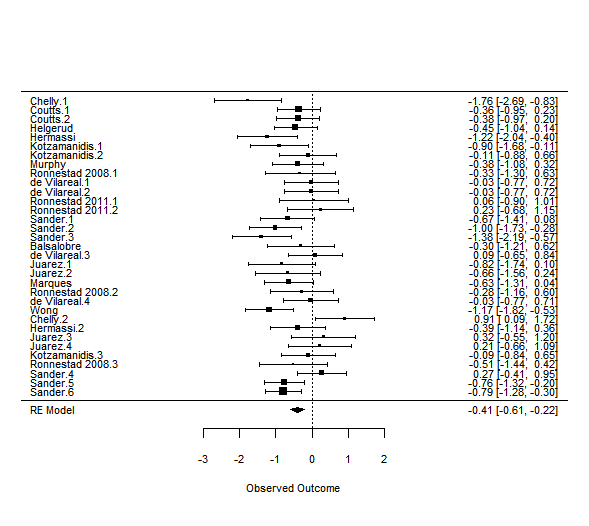 Chelly.1 -1.76 [-2.69, -0.83]
Coutts.1 -0.36 [-0.95, 0.23]
Coutts.2 -0.38 [-0.97, 0.20]
Helgerud -0.45 [-1.04, 0.14]
Hermassi -1.22 [-2.04, -0.40]
Kotzamanidis.1 -0.90 [-1.68, -0.11]
Kotzamanidis.2 -0.11 [-0.88, 0.66]
Murphy -0.38 [-1.08, 0.32]
Ronnestad 2008.1 -0.33 [-1.30, 0.63]
de Vilareal.1 -0.03 [-0.77, 0.72]
de Vilareal.2 -0.03 [-0.77, 0.72]
Ronnestad 2011.1 0.06 [-0.90, 1.01]
Ronnestad 2011.2 0.23 [-0.68, 1.15]
Sander.1 -0.67 [-1.41, 0.08]
Sander.2 -1.00 [-1.73, -0.28]
Sander.3 -1.38 [-2.19, -0.57]
Balsalobre -0.30 [-1.21, 0.62]
de Vilareal.3 0.09 [-0.65, 0.84]
Juarez.1 -0.82 [-1.74, 0.10]
Juarez.2 -0.66 [-1.56, 0.24]
Marques -0.63 [-1.31, 0.04]
Ronnestad 2008.2 -0.28 [-1.16, 0.60]
de Vilareal.4 -0.03 [-0.77, 0.71]
Wong -1.17 [-1.82, -0.53]
Chelly.2 0.91 [ 0.09, 1.72]
Hermassi.2 -0.39 [-1.14, 0.36]
Juarez.3 0.32 [-0.55, 1.20]
Juarez.4 0.21 [-0.66, 1.09]
Kotzamanidis.3 -0.09 [-0.84, 0.65]
Ronnestad 2008.3 -0.51 [-1.44, 0.42]
Sander.4 0.27 [-0.41, 0.95]
Sander.5 -0.76 [-1.32, -0.20]
Sander.6 -0.79 [-1.28, -0.30]
RE Model -0.41 [-0.61, -0.22]
-3 -2 -1 0 1 2
Observed Outcome